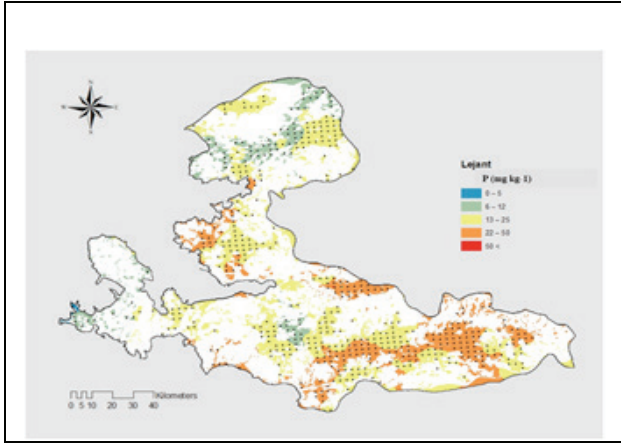 N
Lejant
P (mg kg-1)
0 – 5
6 – 12
13 – 25
22 – 50
50 <
Kilometers
0 5 10 20 30 40